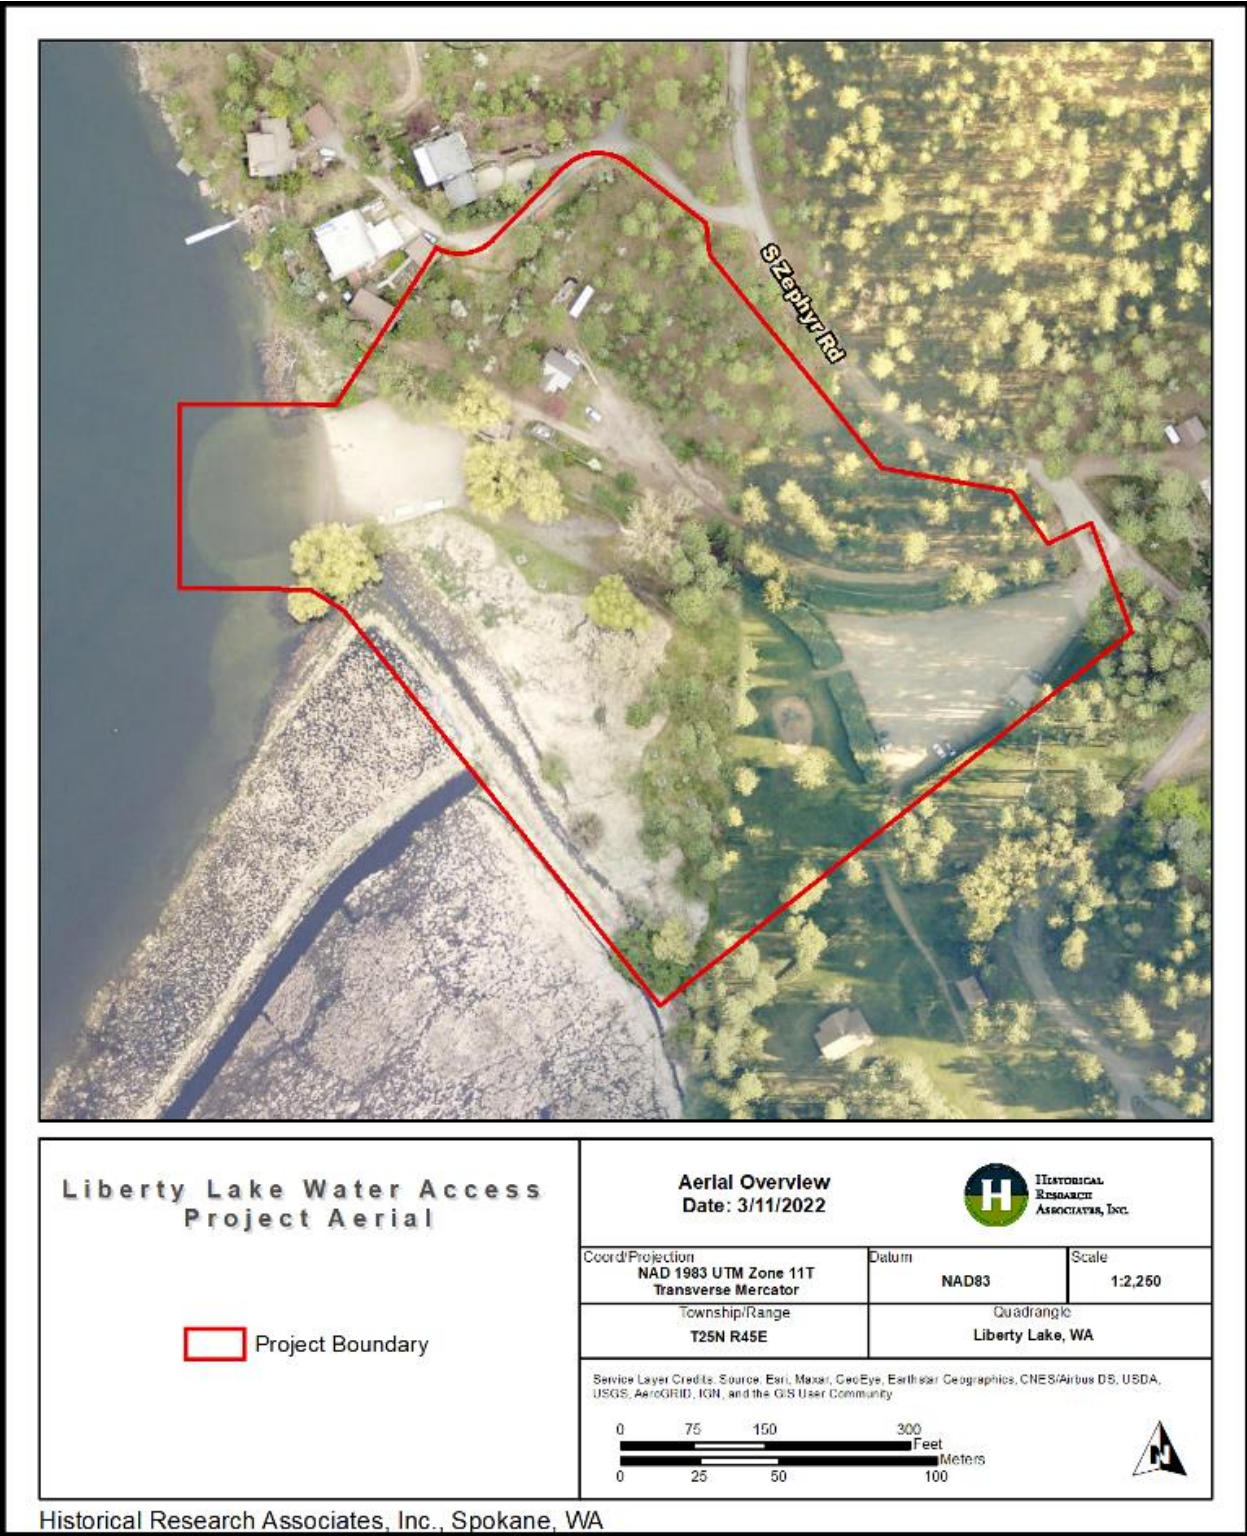 S Zephyr Rd
Liberty Lake Water Access
Project Aerial
Project Boundary
Aerial Overview
Date: 3/11/2022
H
HISTORICAL
RESEARCH
ASSOCIATES, INC.
Coord/Projection
NAD 1983 UTM Zone 11T
Transverse Mercator
Datum
NAD83
Scale
1:2,250
Township/Range
T25N R45E
Quadrangle
Liberty Lake, WA
Service Layer Credits: Source: Esri, Maxar, GeoEye, Earthstar Geographics, CNES/Airbus DS, USDA,
USGS, AeroGRID, IGN, and the GIS User Community
0 75 150 300
Feet
Meters
0 25 50 100
N
Historical Research Associates, Inc., Spokane, WA